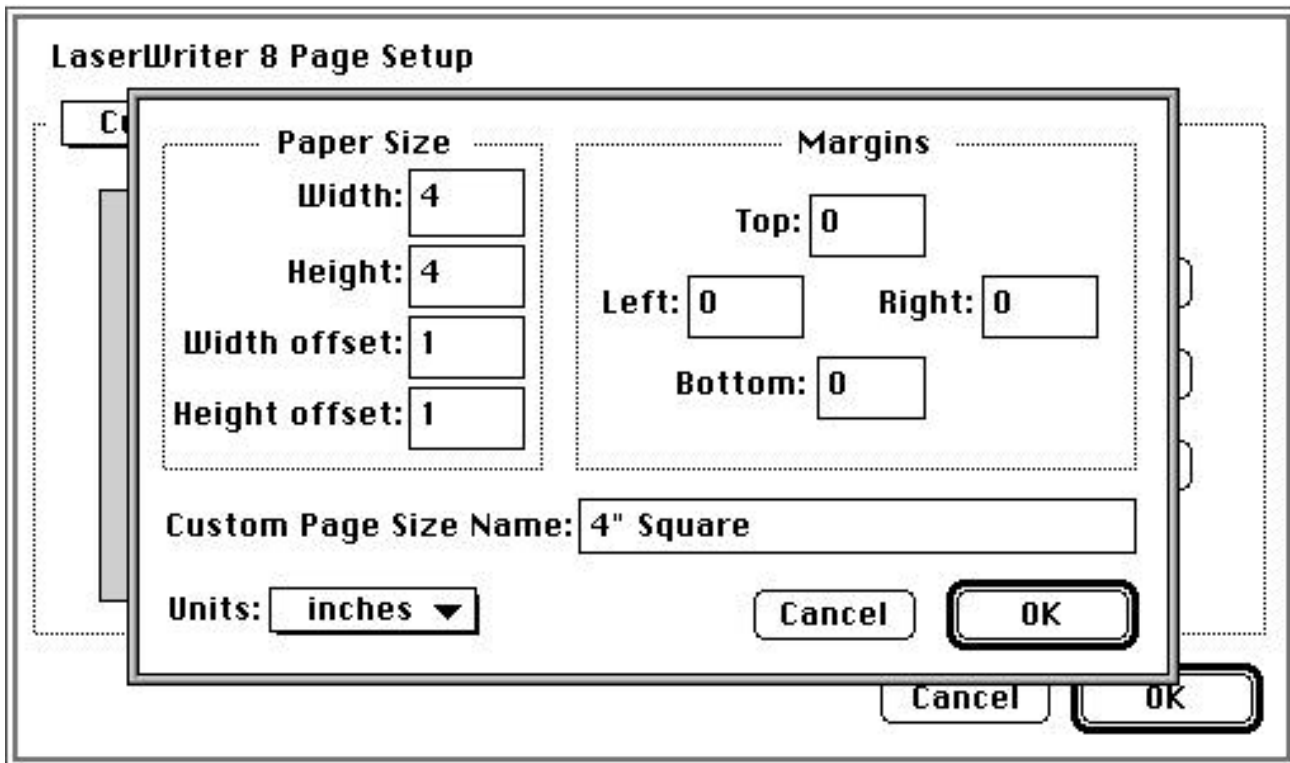 LaserWriter 8 Page Setup
Paper Size
Width: 4
Height: 4
Width offset: 1
Height offset: 1
Margins
Top: 0
Left: 0 Right: 0
Bottom: 0
Custom Page Size Name: 4" Square
Units: inches
Cancel OK
Cancel OK